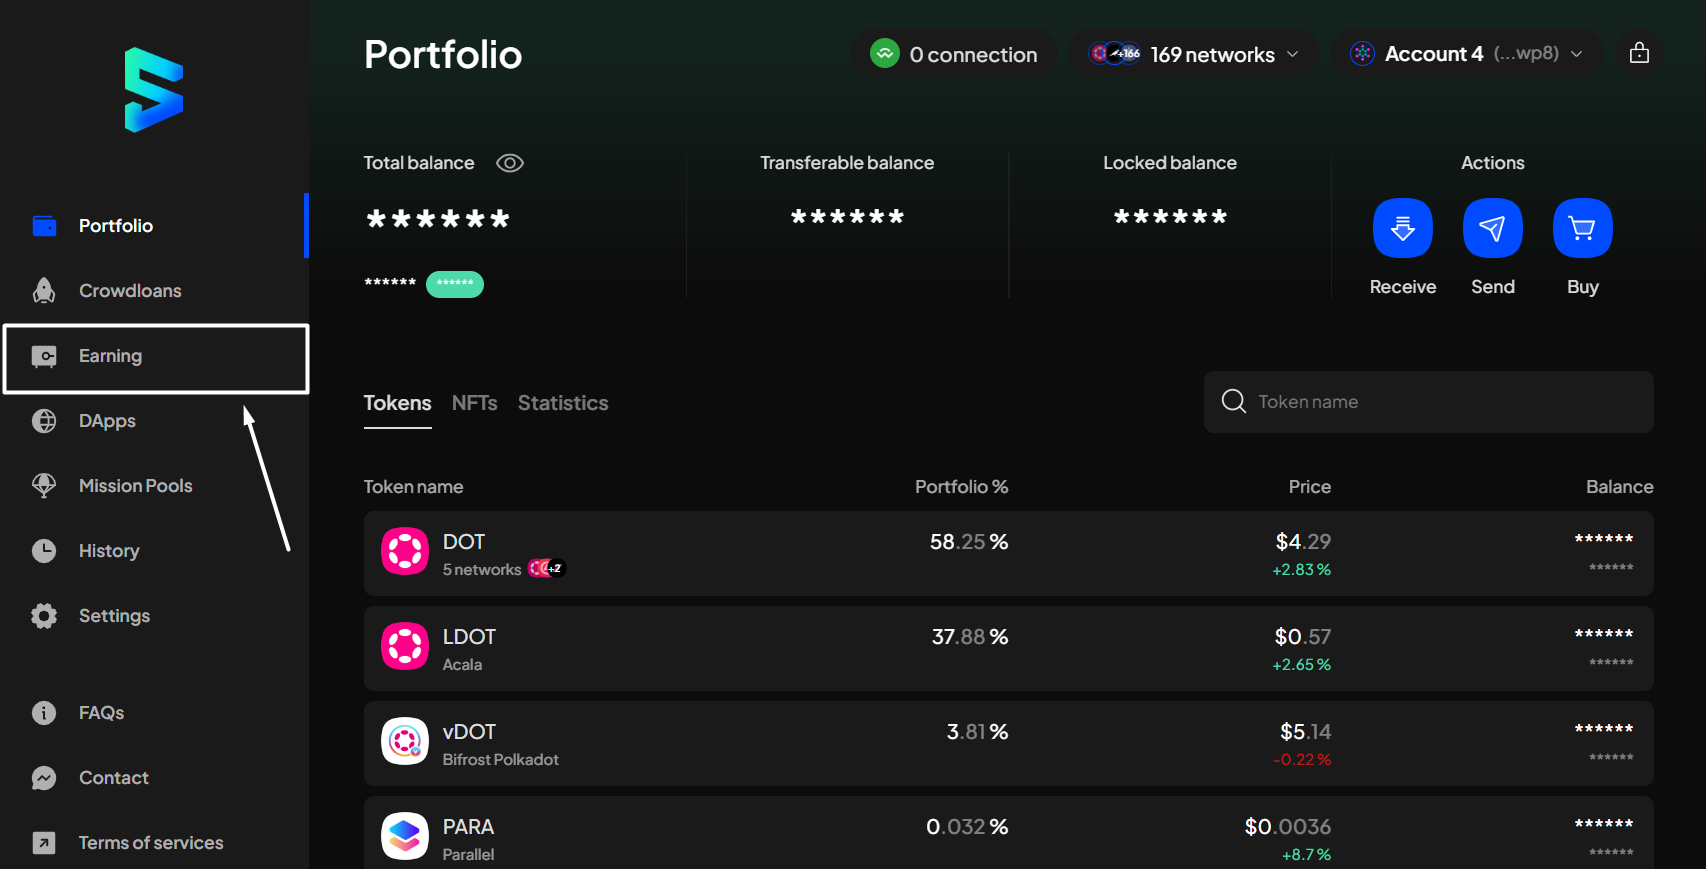 Portfolio
0 connection
+166
169 networks
Account 4 (...wp8)
Portfolio
Crowdloans
Earning
DApps
Mission Pools
History
Settings
FAQs
Contact
Terms of services
Total balance
******
****** ******
Transferable balance
******
Locked balance
******
Actions
Receive
Send
Buy
Tokens NFTs Statistics
Token name
Token name Portfolio % Price Balance
DOT 58.25 % $4.29 ******
5 networks +2 +2.83 % ******
LDOT 37.88 % $0.57 ******
Acala +2.65 % ******
vDOT 3.81 % $5.14 ******
Bifrost Polkadot -0.22 % ******
PARA 0.032 % $0.0036 ******
Parallel +8.7 % ******